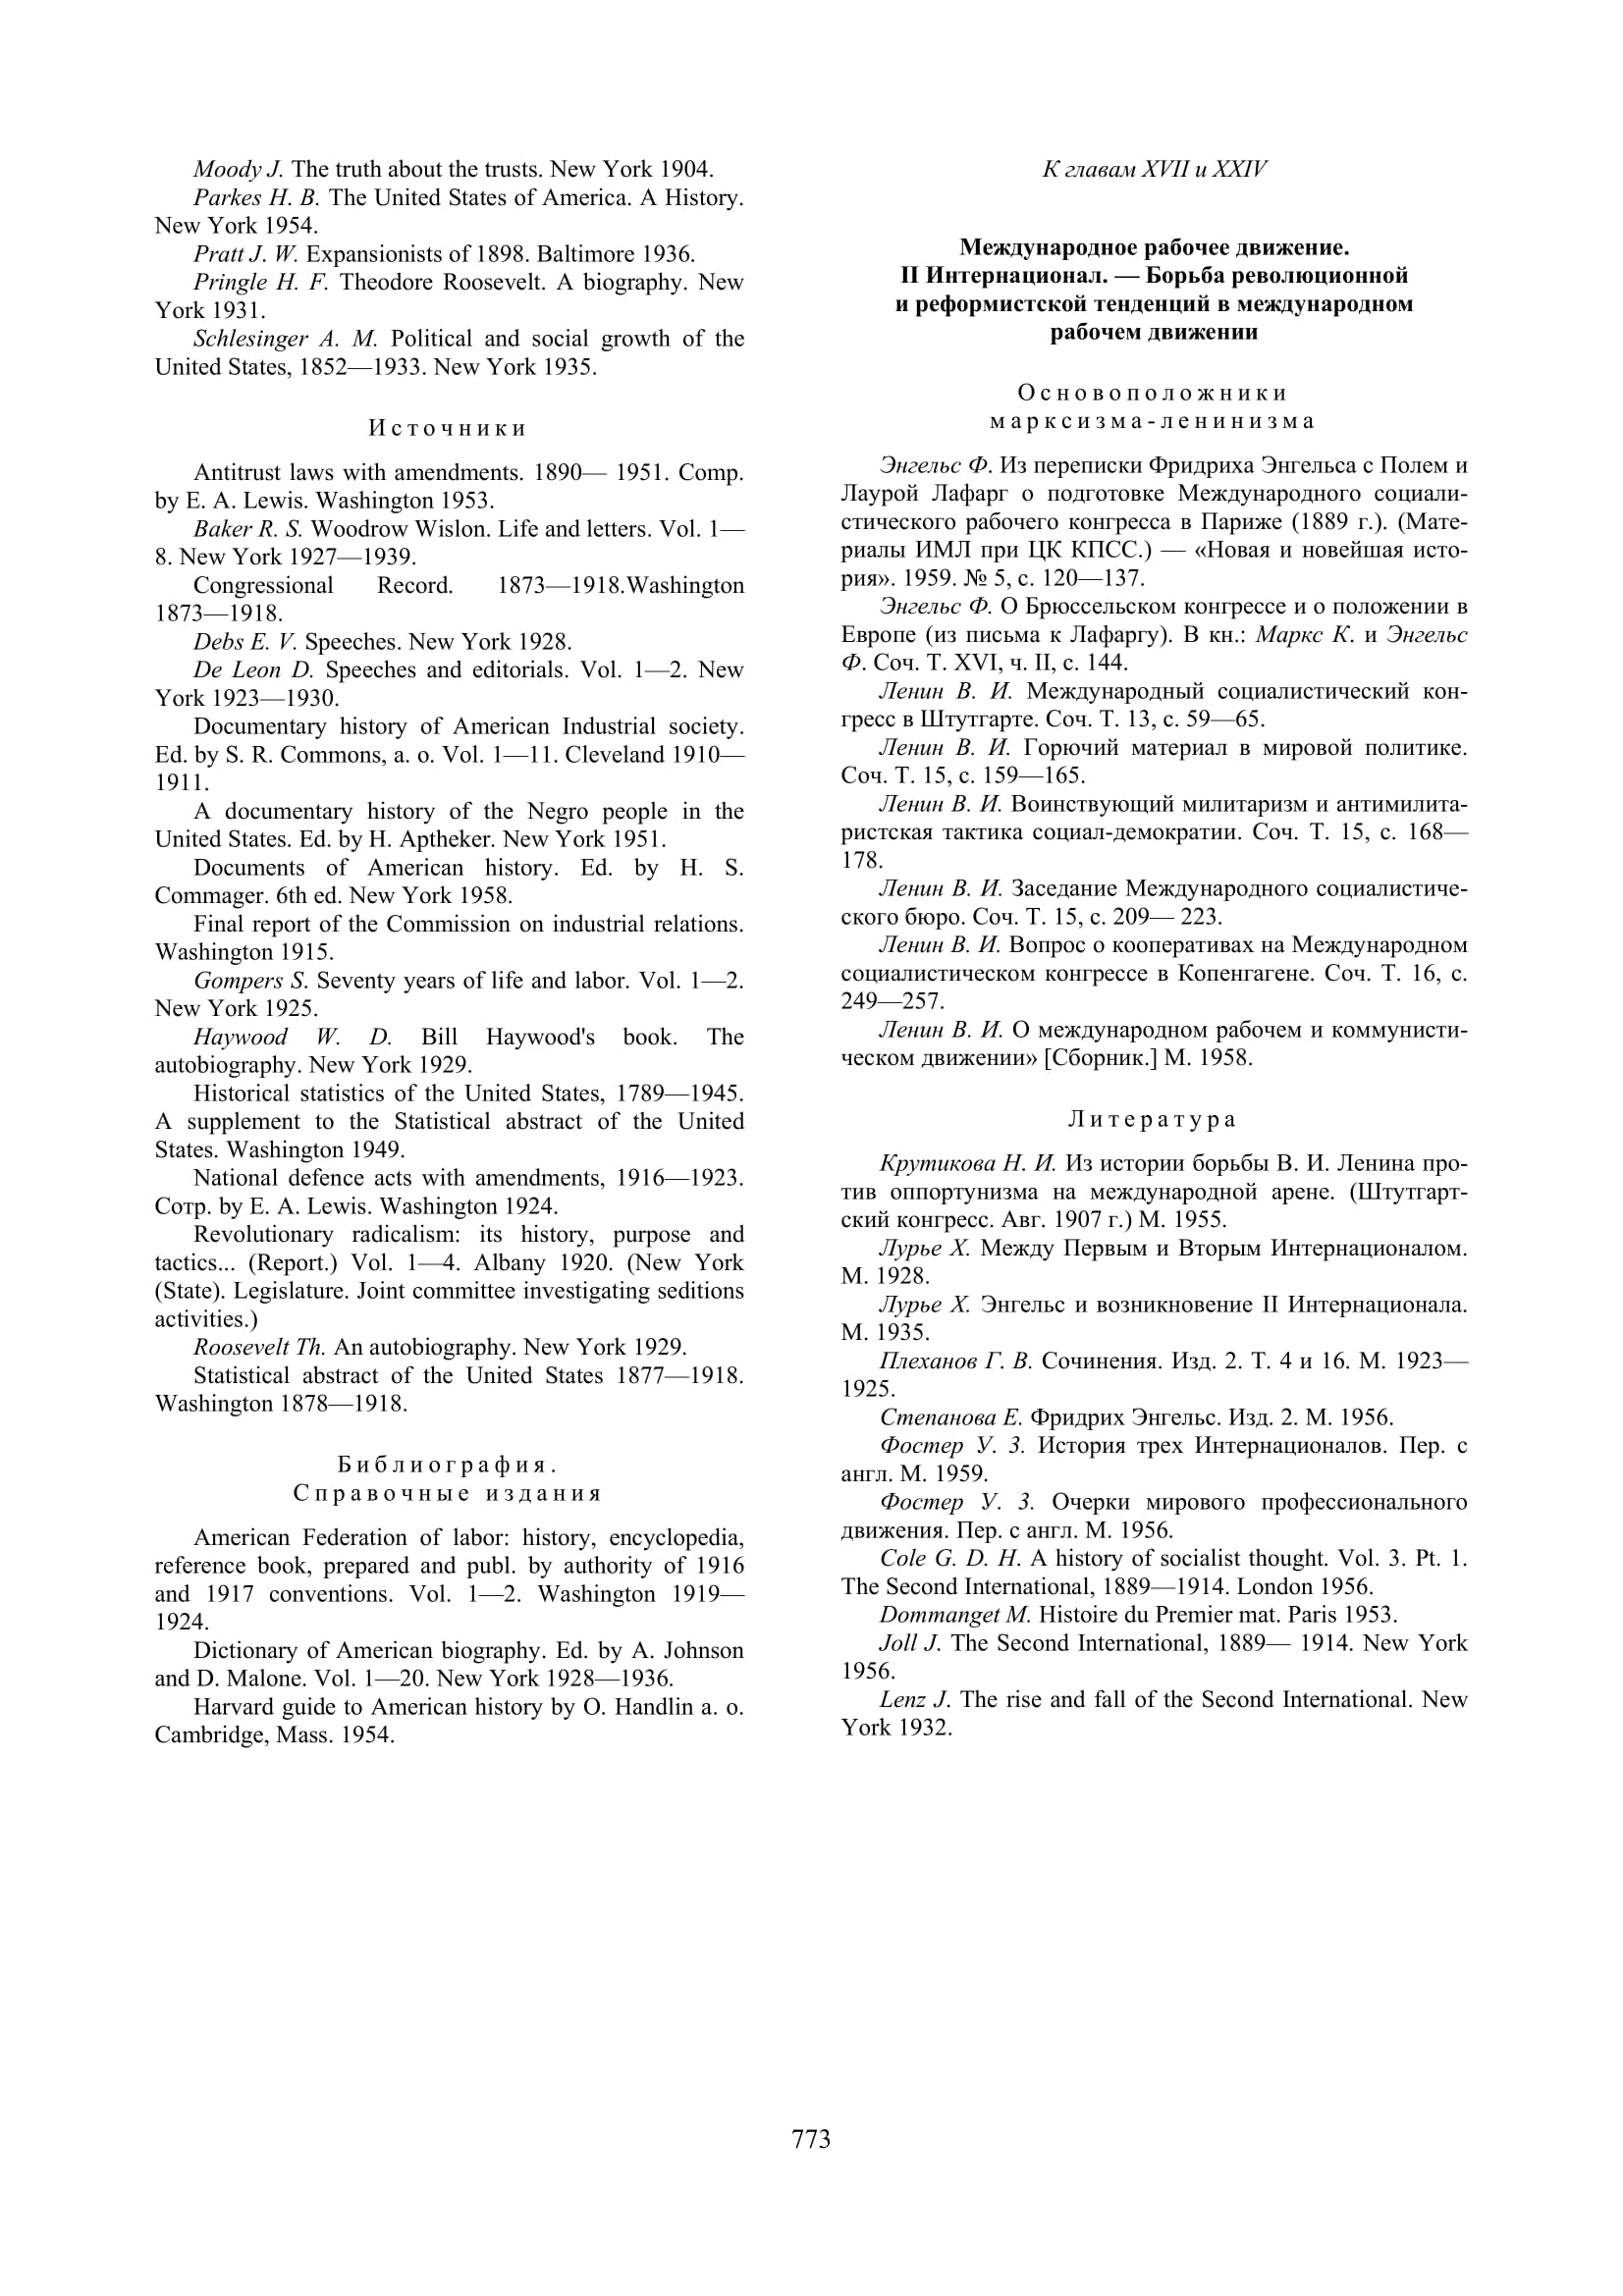 Moody J. The truth about the trusts. New York 1904.
Parkes H. B. The United States of America. A History.
New York 1954.
Pratt J. W. Expansionists of 1898. Baltimore 1936.
Pringle H. F. Theodore Roosevelt. A biography. New
York 1931.
Schlesinger A. M. Political and social growth of the
United States, 1852—1933. New York 1935.
Источники
Antitrust laws with amendments. 1890— 1951. Comp.
by E. A. Lewis. Washington 1953.
Baker R. S. Woodrow Wislon. Life and letters. Vol. 1—
8. New York 1927—1939.
Congressional Record. 1873—1918.Washington
1873—1918.
Debs E. V. Speeches. New York 1928.
De Leon D. Speeches and editorials. Vol. 1—2. New
York 1923—1930.
Documentary history of American Industrial society.
Ed. by S. R. Commons, a. o. Vol. 1—11. Cleveland 1910—
1911.
A documentary history of the Negro people in the
United States. Ed. by H. Aptheker. New York 1951.
Documents of American history. Ed. by H. S.
Commager. 6th ed. New York 1958.
Final report of the Commission on industrial relations.
Washington 1915.
Gompers S. Seventy years of life and labor. Vol. 1—2.
New York 1925.
Haywood W. D. Bill Haywood's book. The
autobiography. New York 1929.
Historical statistics of the United States, 1789—1945.
A supplement to the Statistical abstract of the United
States. Washington 1949.
National defence acts with amendments, 1916—1923.
Сотр. by E. A. Lewis. Washington 1924.
Revolutionary radicalism: its history, purpose and
tactics... (Report.) Vol. 1—4. Albany 1920. (New York
(State). Legislature. Joint committee investigating seditions
activities.)
Roosevelt Th. An autobiography. New York 1929.
Statistical abstract of the United States 1877—1918.
Washington 1878—1918.
Библиография.
Справочные издания
American Federation of labor: history, encyclopedia,
reference book, prepared and publ. by authority of 1916
and 1917 conventions. Vol. 1—2. Washington 1919—
1924.
Dictionary of American biography. Ed. by A. Johnson
and D. Malone. Vol. 1—20. New York 1928—1936.
Harvard guide to American history by O. Handlin a. o.
Cambridge, Mass. 1954.
К главам XVII и XXIV
Международное рабочее движение.
II Интернационал. — Борьба революционной
и реформистской тенденций в международном
рабочем движении
Основоположники
марксизма-ленинизма
Энгельс Ф. Из переписки Фридриха Энгельса с Полем и
Лаурой Лафарг о подготовке Международного социали-
стического рабочего конгресса в Париже (1889 г.). (Мате-
риалы ИМЛ при ЦК КПСС.) — «Новая и новейшая исто-
рия». 1959. № 5, с. 120—137.
Энгельс Ф. О Брюссельском конгрессе и о положении в
Европе (из письма к Лафаргу). В кн.: Маркс К. и Энгельс
Ф. Соч. Т. XVI, ч. II, с. 144.
Ленин В. И. Международный социалистический кон-
гресс в Штутгарте. Соч. Т. 13, с. 59—65.
Ленин В. И. Горючий материал в мировой политике.
Соч. Т. 15, с. 159—165.
Ленин В. И. Воинствующий милитаризм и антимилита-
ристская тактика социал-демократии. Соч. Т. 15, с. 168—
178.
Ленин В. И. Заседание Международного социалистиче-
ского бюро. Соч. Т. 15, с. 209— 223.
Ленин В. И. Вопрос о кооперативах на Международном
социалистическом конгрессе в Копенгагене. Соч. Т. 16, с.
249—257.
Ленин В. И. О международном рабочем и коммунисти-
ческом движении» [Сборник.] М. 1958.
Литература
Крутикова Н. И. Из истории борьбы В. И. Ленина про-
тив оппортунизма на международной арене. (Штутгарт-
ский конгресс. Авг. 1907 г.) М. 1955.
Лурье X. Между Первым и Вторым Интернационалом.
М. 1928.
Лурье X. Энгельс и возникновение II Интернационала.
М. 1935.
Плеханов Г. В. Сочинения. Изд. 2. Т. 4 и 16. М. 1923—
1925.
Степанова Е. Фридрих Энгельс. Изд. 2. М. 1956.
Фостер У. 3. История трех Интернационалов. Пер. с
англ. М. 1959.
Фостер У. 3. Очерки мирового профессионального
движения. Пер. с англ. М. 1956.
Cole G. D. H. A history of socialist thought. Vol. 3. Pt. 1.
The Second International, 1889—1914. London 1956.
Dommanget M. Histoire du Premier mat. Paris 1953.
Joll J. The Second International, 1889— 1914. New York
1956.
Lenz J. The rise and fall of the Second International. New
York 1932.
773